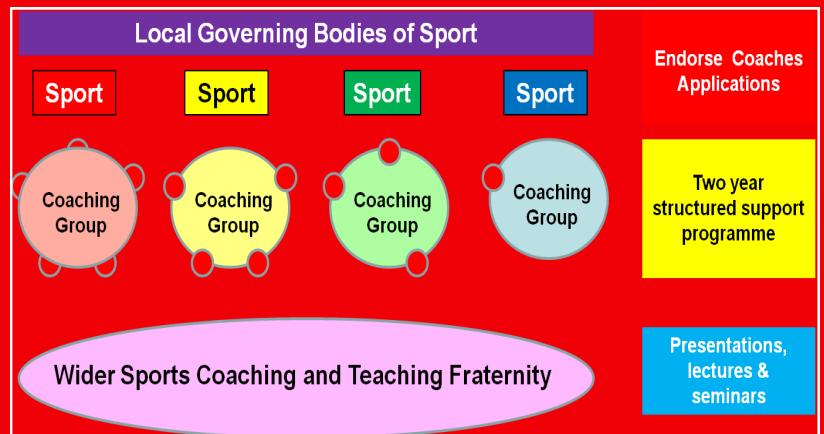 Local Governing Bodies of Sport
Endorse Coaches
Applications
Sport
Sport
Sport
Sport
Coaching
Group
Coaching
Group
Coaching
Group
Coaching
Group
Two year
structured support
programme
Wider Sports Coaching and Teaching Fraternity
Presentations,
lectures &
seminars